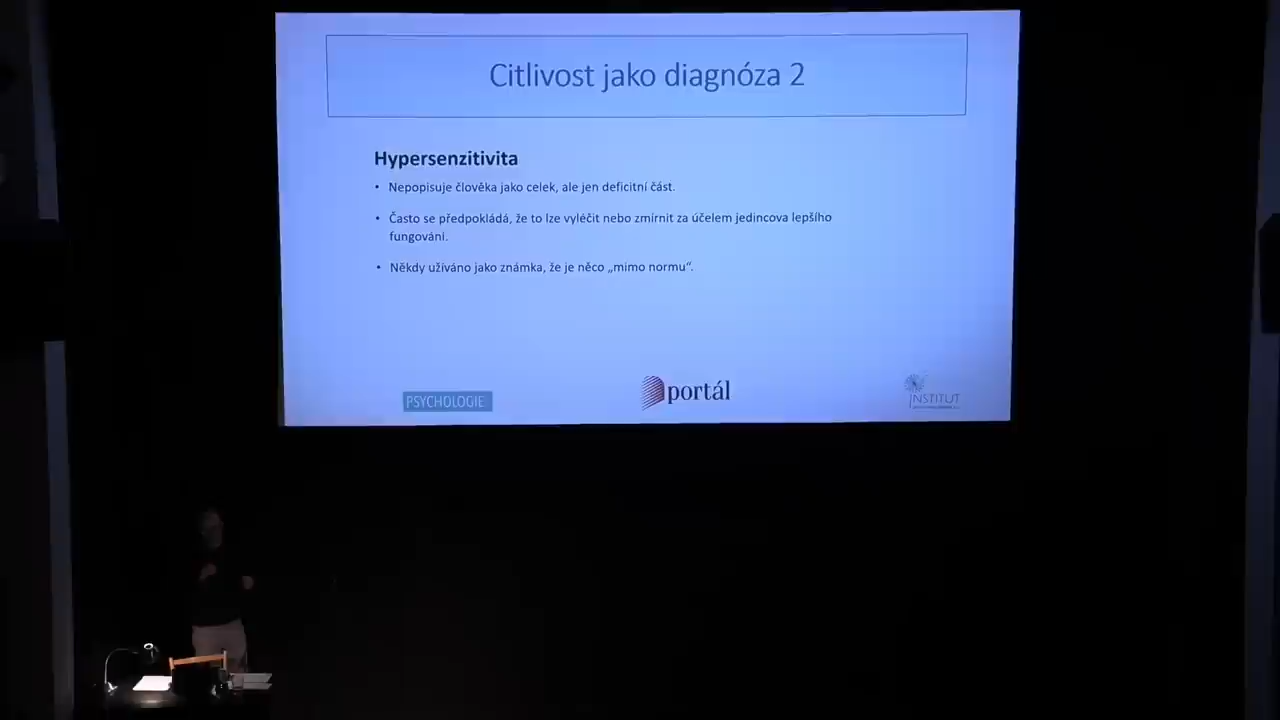 Citlivost jako diagnóza 2
Hypersenzitivita
• Nepopisuje člověka jako celek, ale jen deficitní část.
• Často se předpokládá, že to lze vyléčit nebo zmírnit za účelem jedincova lepšího
fungování.
• Někdy užíváno jako známka, že je něco „mimo normu“.
PSYCHOLOGIE
portál
INSTITUT